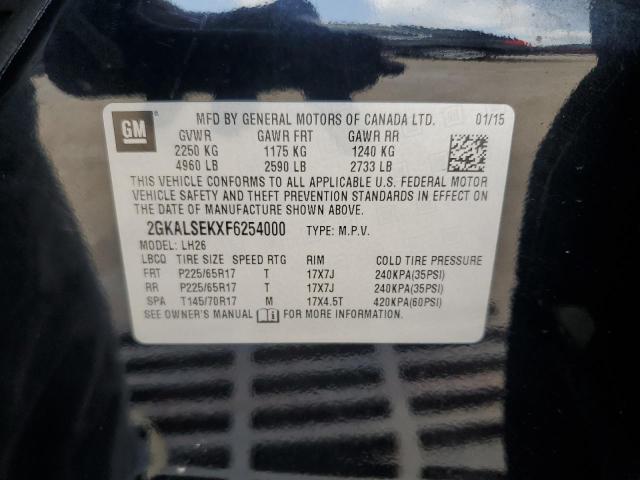 GM
MFD BY GENERAL MOTORS OF CANADA LTD. 01/15
GVWR GAWR FRT GAWR RR
2250 KG 1175 KG 1240 KG
4960 LB 2590 LB 2733 LB
THIS VEHICLE CONFORMS TO ALL APPLICABLE U.S. FEDERAL MOTOR
VEHICLE SAFETY AND THEFT PREVENTION STANDARDS IN EFFECT ON
THE DATE OF MANUFACTURE SHOWN ABOVE.
2GKALSEKXF6254000 TYPE: M.P.V.
MODEL: LH26
LBCQ TIRE SIZE SPEED RTG RIM COLD TIRE PRESSURE
FRT P225/65R17 T 17X7J 240KPA(35PSI)
RR P225/65R17 T 17X7J 240KPA(35PSI)
SPA T145/70R17 M 17X4.5T 420KPA(60PSI)
SEE OWNER'S MANUAL FOR MORE INFORMATION.